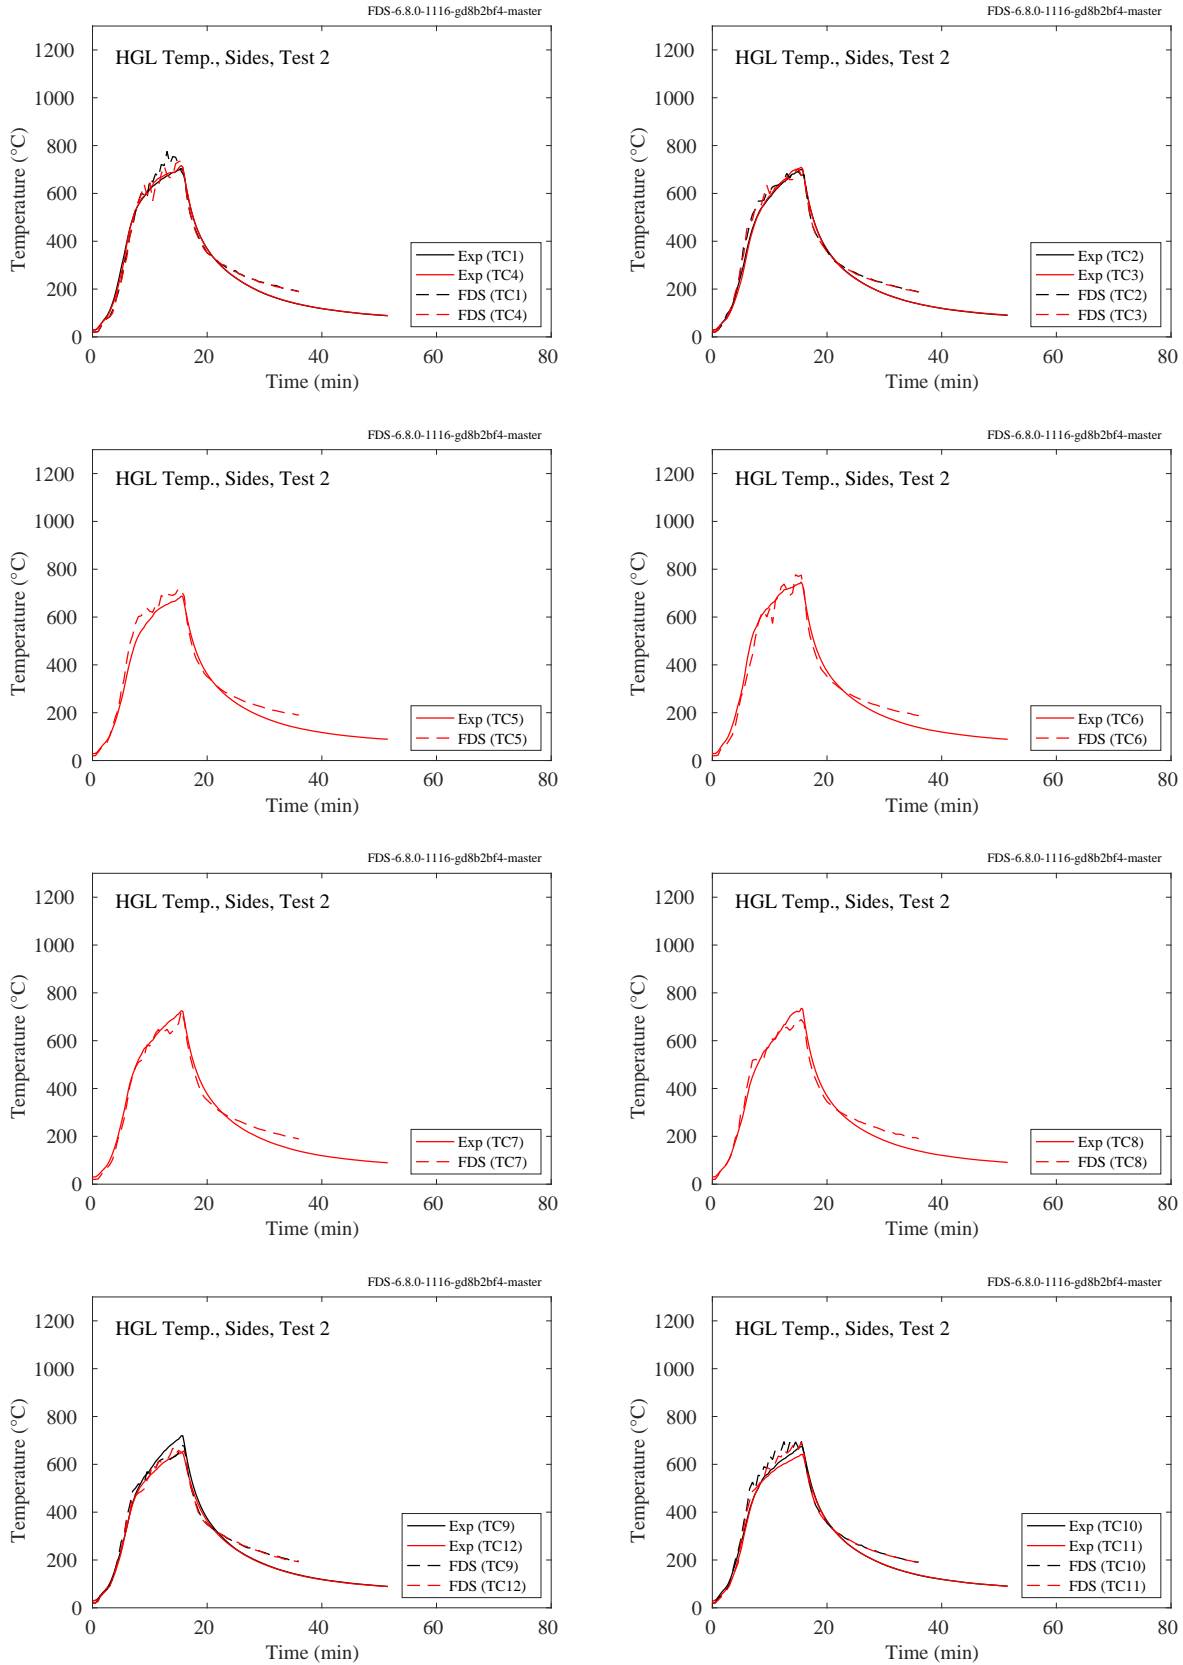 FDS-6.8.0-1116-gd8b2bf4-master
HGL Temp., Sides, Test 2
Temperature (°C)
1200
1000
800
600
400
200
0
Exp (TC1)
Exp (TC4)
FDS (TC1)
FDS (TC4)
0 20 40 60 80
Time (min)
FDS-6.8.0-1116-gd8b2bf4-master
HGL Temp., Sides, Test 2
Temperature (°C)
1200
1000
800
600
400
200
0
Exp (TC2)
Exp (TC3)
FDS (TC2)
FDS (TC3)
0 20 40 60 80
Time (min)
FDS-6.8.0-1116-gd8b2bf4-master
HGL Temp., Sides, Test 2
Temperature (°C)
1200
1000
800
600
400
200
0
Exp (TC5)
FDS (TC5)
0 20 40 60 80
Time (min)
FDS-6.8.0-1116-gd8b2bf4-master
HGL Temp., Sides, Test 2
Temperature (°C)
1200
1000
800
600
400
200
0
Exp (TC6)
FDS (TC6)
0 20 40 60 80
Time (min)
FDS-6.8.0-1116-gd8b2bf4-master
HGL Temp., Sides, Test 2
Temperature (°C)
1200
1000
800
600
400
200
0
Exp (TC7)
FDS (TC7)
0 20 40 60 80
Time (min)
FDS-6.8.0-1116-gd8b2bf4-master
HGL Temp., Sides, Test 2
Temperature (°C)
1200
1000
800
600
400
200
0
Exp (TC8)
FDS (TC8)
0 20 40 60 80
Time (min)
FDS-6.8.0-1116-gd8b2bf4-master
HGL Temp., Sides, Test 2
Temperature (°C)
1200
1000
800
600
400
200
0
Exp (TC9)
Exp (TC12)
FDS (TC9)
FDS (TC12)
0 20 40 60 80
Time (min)
FDS-6.8.0-1116-gd8b2bf4-master
HGL Temp., Sides, Test 2
Temperature (°C)
1200
1000
800
600
400
200
0
Exp (TC10)
Exp (TC11)
FDS (TC10)
FDS (TC11)
0 20 40 60 80
Time (min)